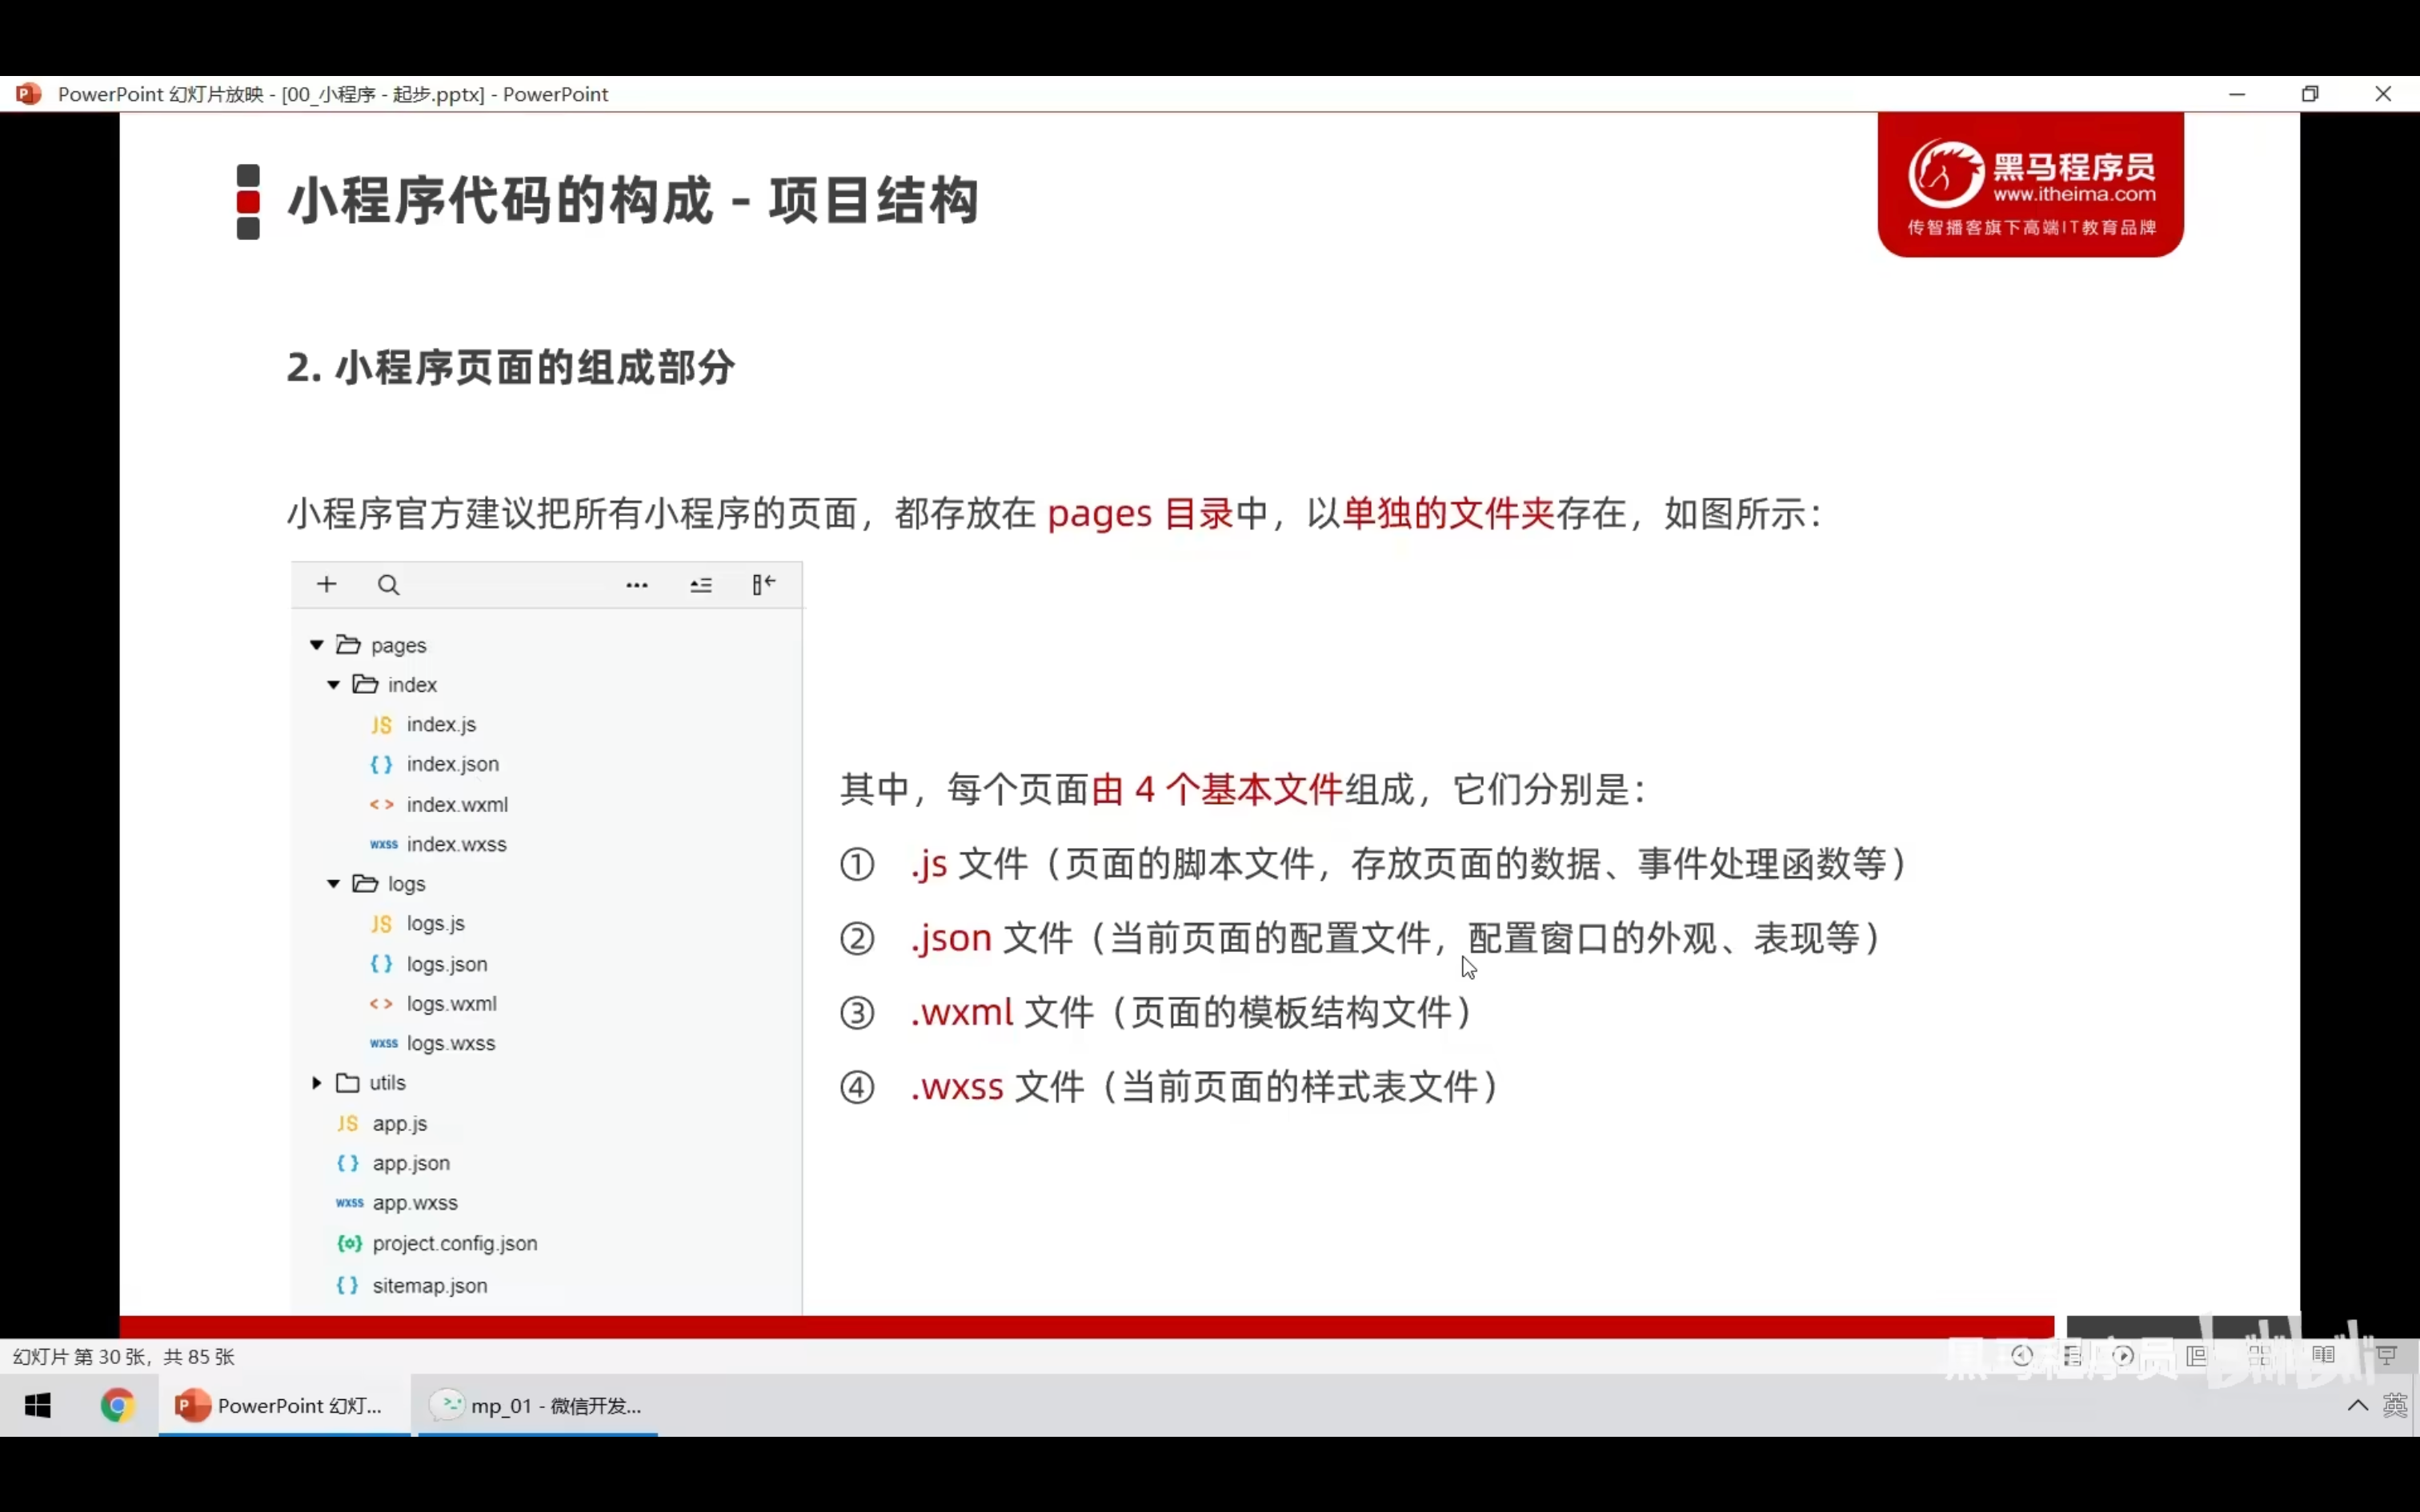 PowerPoint 幻灯片放映 - [00_小程序 - 起步.pptx] - PowerPoint
小程序代码的构成 - 项目结构
黑马程序员
www.itheima.com
传智播客旗下高端IT教育品牌
2. 小程序页面的组成部分
小程序官方建议把所有小程序的页面，都存放在 pages 目录中，以单独的文件夹存在，如图所示：
pages
index
JS index.js
{ } index.json
< > index.wxml
wxss index.wxss
logs
JS logs.js
{ } logs.json
< > logs.wxml
wxss logs.wxss
utils
JS app.js
{ } app.json
wxss app.wxss
project.config.json
{ } sitemap.json
其中，每个页面由 4 个基本文件组成，它们分别是：
① .js 文件（页面的脚本文件，存放页面的数据、事件处理函数等）
② .json 文件（当前页面的配置文件，配置窗口的外观、表现等）
③ .wxml 文件（页面的模板结构文件）
④ .wxss 文件（当前页面的样式表文件）
幻灯片 第 30 张，共 85 张
黑马程序员 bilibili
PowerPoint 幻灯...
mp_01 - 微信开发...
英